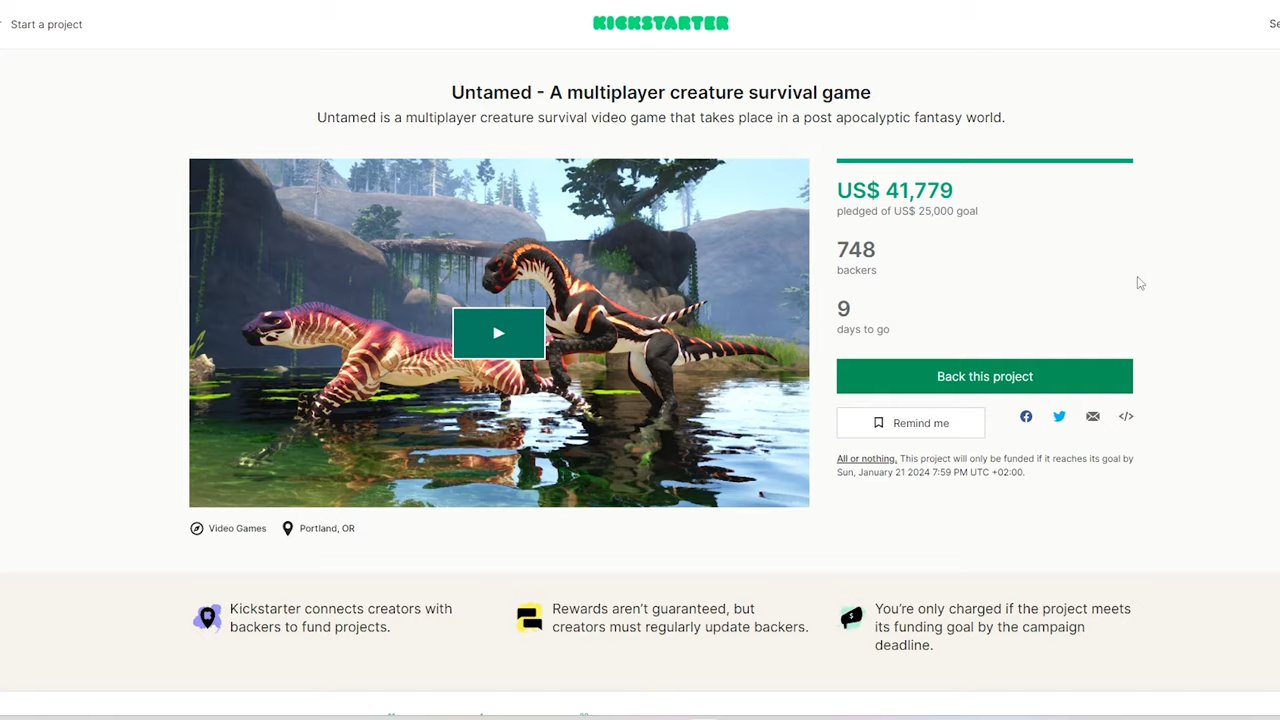 Start a project
KICKSTARTER
Se
Untamed - A multiplayer creature survival game
Untamed is a multiplayer creature survival video game that takes place in a post apocalyptic fantasy world.
US$ 41,779
pledged of US$ 25,000 goal
748
backers
9
days to go
Back this project
Remind me
</>
All or nothing. This project will only be funded if it reaches its goal by
Sun, January 21 2024 7:59 PM UTC +02:00.
Video Games
Portland, OR
Kickstarter connects creators with
backers to fund projects.
Rewards aren't guaranteed, but
creators must regularly update backers.
You're only charged if the project meets
its funding goal by the campaign
deadline.